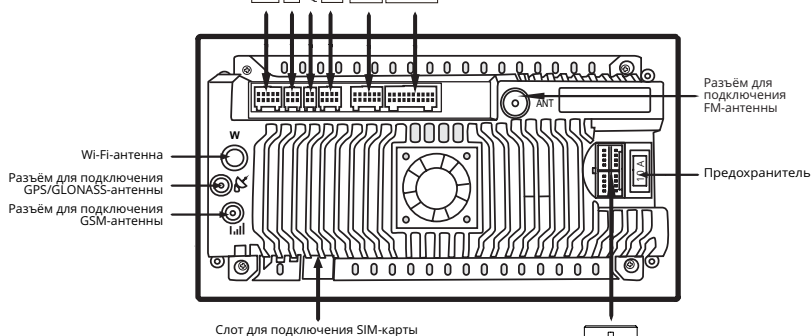 Разъём для
подключения
FM-антенны
ANT
W
Wi-Fi-антенна
Разъём для подключения
GPS/GLONASS-антенны
Разъём для подключения
GSM-антенны
10 A
Предохранитель
Слот для подключения SIM-карты